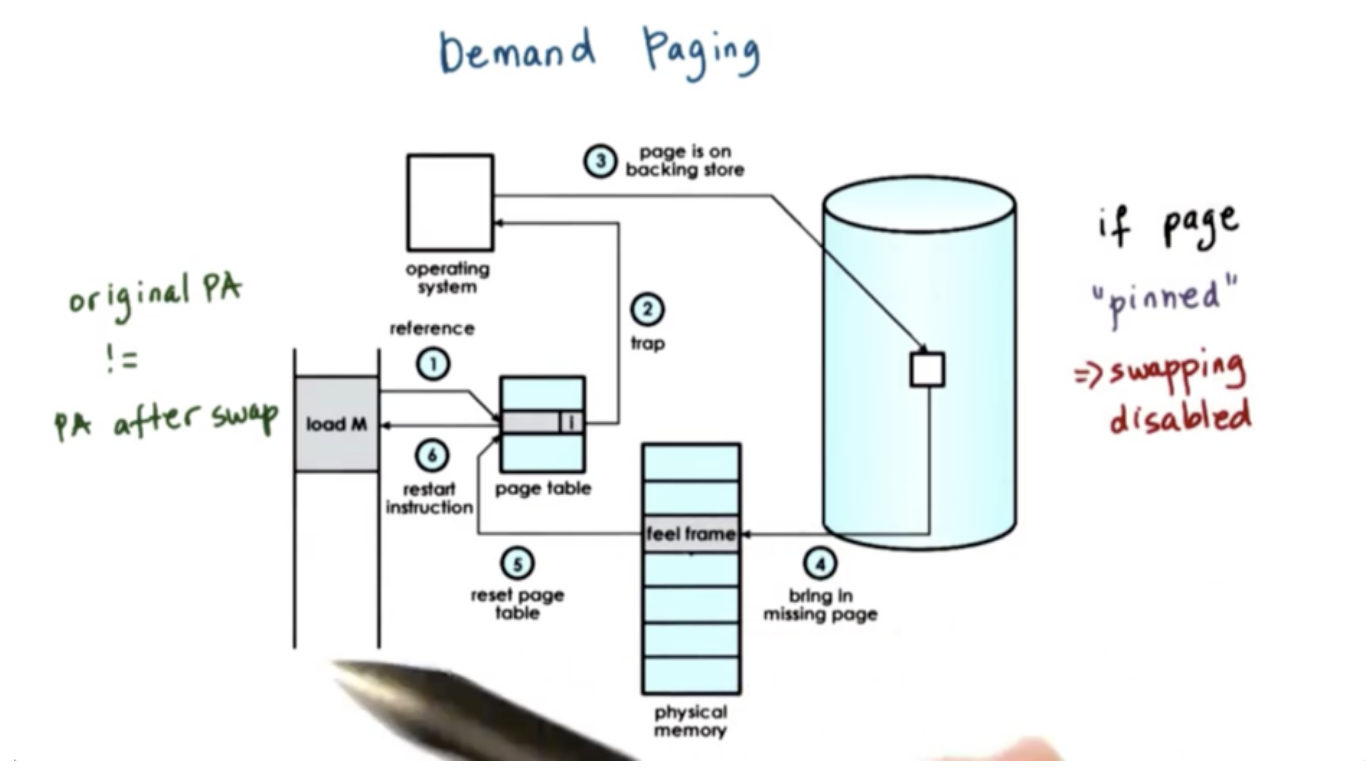 Demand Paging
3
page is on
backing store
operating
system
original PA
!=
PA after swap
reference
1
2
trap
load M
i
6
restart
instruction
page table
feel frame
5
reset page
table
4
bring in
missing page
physical
memory
if page
"pinned"
=> swapping
disabled